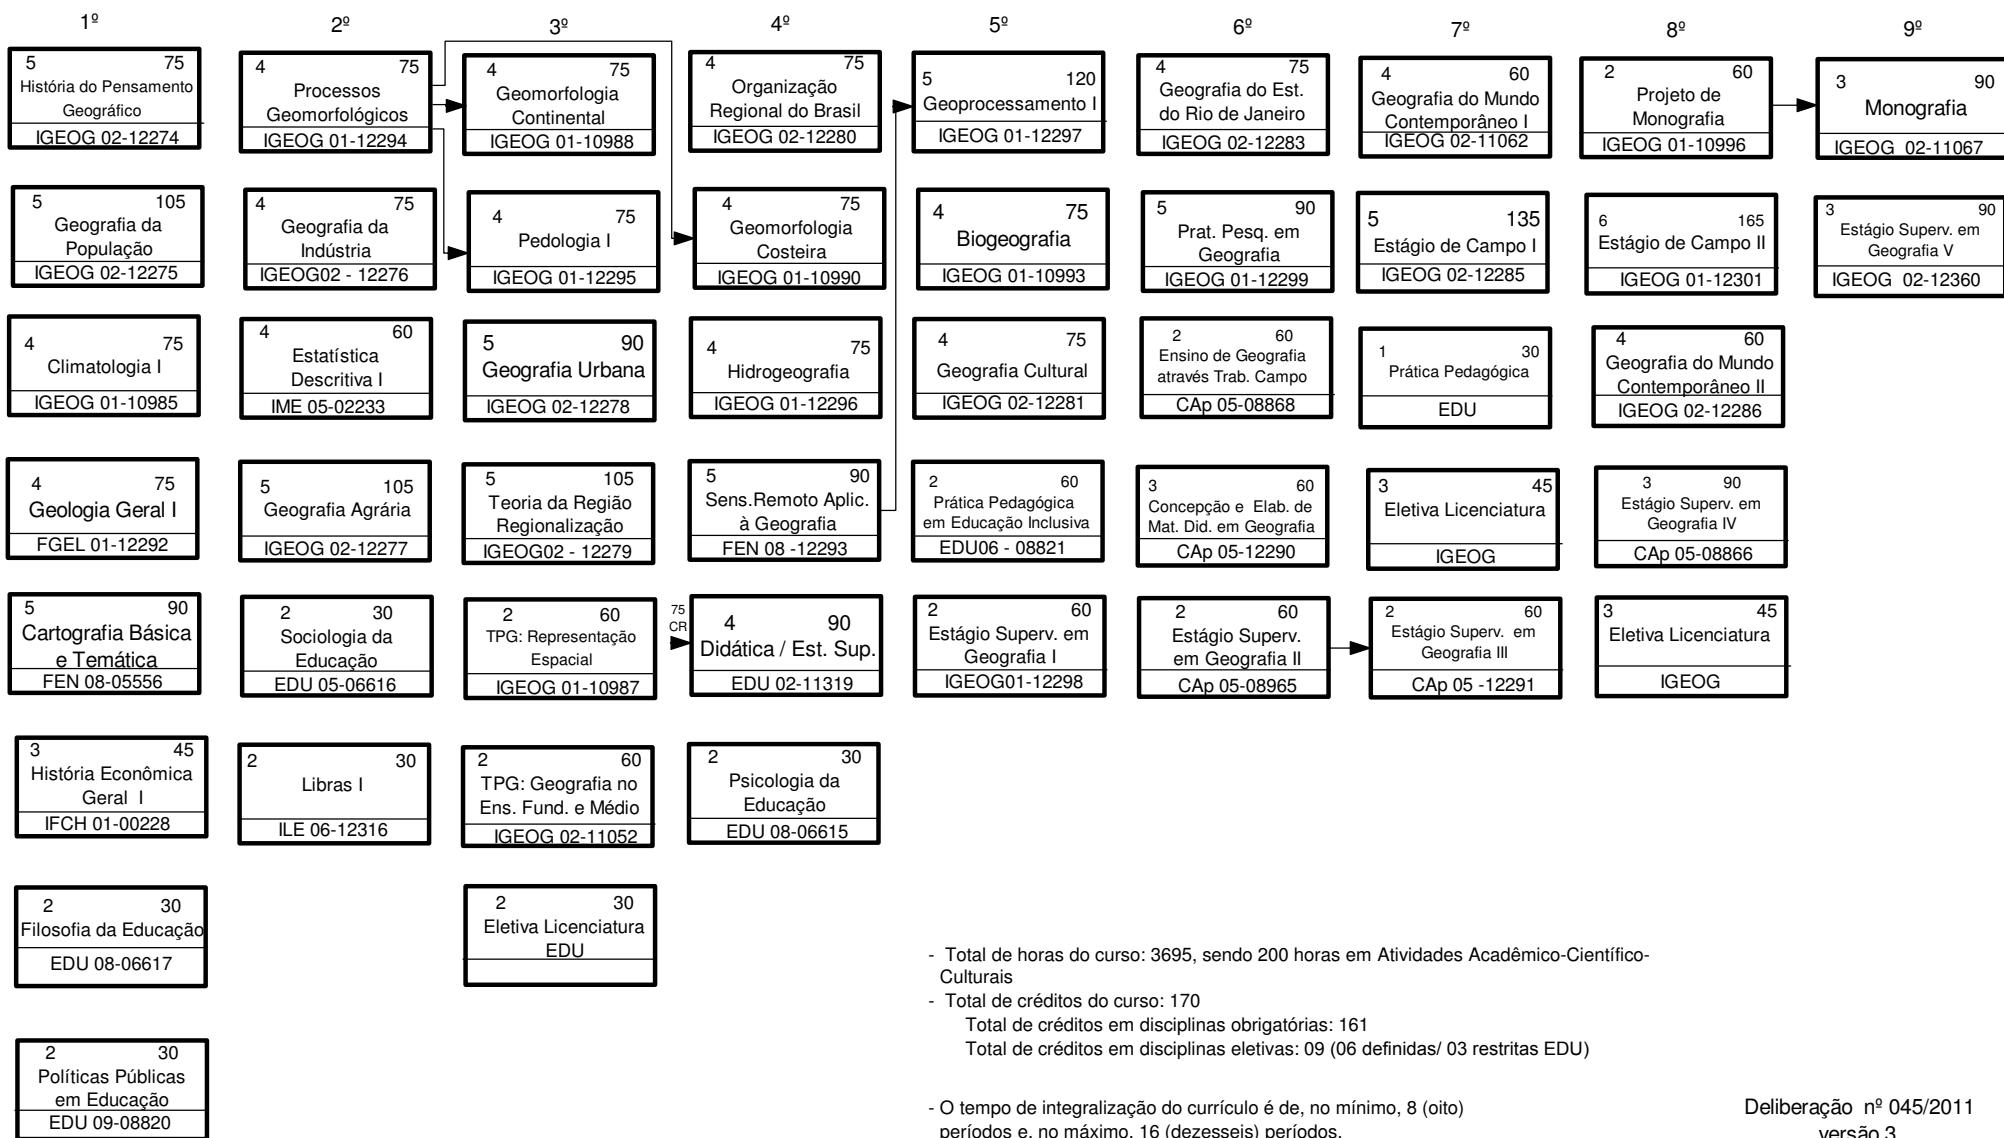 1º
2º
3º
4º
5º
6º
7º
8º
9º
5 75
História do Pensamento
Geográfico
IGEOG 02-12274
4 75
Processos
Geomorfológicos
IGEOG 01-12294
4 75
Geomorfologia
Continental
IGEOG 01-10988
4 75
Organização
Regional do Brasil
IGEOG 02-12280
5 120
Geoprocessamento I
IGEOG 01-12297
4 75
Geografia do Est.
do Rio de Janeiro
IGEOG 02-12283
4 60
Geografia do Mundo
Contemporâneo I
IGEOG 02-11062
2 60
Projeto de
Monografia
IGEOG 01-10996
3 90
Monografia
IGEOG 02-11067
5 105
Geografia da
População
IGEOG 02-12275
4 75
Geografia da
Indústria
IGEOG02 - 12276
4 75
Pedologia I
IGEOG 01-12295
4 75
Geomorfologia
Costeira
IGEOG 01-10990
4 75
Biogeografia
IGEOG 01-10993
5 90
Prat. Pesq. em
Geografia
IGEOG 01-12299
5 135
Estágio de Campo I
IGEOG 02-12285
6 165
Estágio de Campo II
IGEOG 01-12301
3 90
Estágio Superv. em
Geografia V
IGEOG 02-12360
4 75
Climatologia I
IGEOG 01-10985
4 60
Estatística
Descritiva I
IME 05-02233
5 90
Geografia Urbana
IGEOG 02-12278
4 75
Hidrogeografia
IGEOG 01-12296
4 75
Geografia Cultural
IGEOG 02-12281
2 60
Ensino de Geografia
através Trab. Campo
CAp 05-08868
1 30
Prática Pedagógica
EDU
4 60
Geografia do Mundo
Contemporâneo II
IGEOG 02-12286
4 75
Geologia Geral I
FGEL 01-12292
5 105
Geografia Agrária
IGEOG 02-12277
5 105
Teoria da Região
Regionalização
IGEOG02 - 12279
5 90
Sens.Remoto Aplic.
à Geografia
FEN 08 -12293
2 60
Prática Pedagógica
em Educação Inclusiva
EDU06 - 08821
3 60
Concepção e Elab. de
Mat. Did. em Geografia
CAp 05-12290
3 45
Eletiva Licenciatura
IGEOG
3 90
Estágio Superv. em
Geografia IV
CAp 05-08866
5 90
Cartografia Básica
e Temática
FEN 08-05556
2 30
Sociologia da
Educação
EDU 05-06616
2 60
TPG: Representação
Espacial
IGEOG 01-10987
75
CR
4 90
Didática / Est. Sup.
EDU 02-11319
2 60
Estágio Superv. em
Geografia I
IGEOG01-12298
2 60
Estágio Superv.
em Geografia II
CAp 05-08965
2 60
Estágio Superv. em
Geografia III
CAp 05 -12291
3 45
Eletiva Licenciatura
IGEOG
3 45
História Econômica
Geral I
IFCH 01-00228
2 30
Libras I
ILE 06-12316
2 60
TPG: Geografia no
Ens. Fund. e Médio
IGEOG 02-11052
2 30
Psicologia da
Educação
EDU 08-06615
2 30
Filosofia da Educação
EDU 08-06617
2 30
Eletiva Licenciatura
EDU
2 30
Políticas Públicas
em Educação
EDU 09-08820
- Total de horas do curso: 3695, sendo 200 horas em Atividades Acadêmico-Científico-
Culturais
- Total de créditos do curso: 170
Total de créditos em disciplinas obrigatórias: 161
Total de créditos em disciplinas eletivas: 09 (06 definidas/ 03 restritas EDU)
- O tempo de integralização do currículo é de, no mínimo, 8 (oito)
períodos e, no máximo, 16 (dezesseis) períodos.
Deliberação nº 045/2011
versão 3